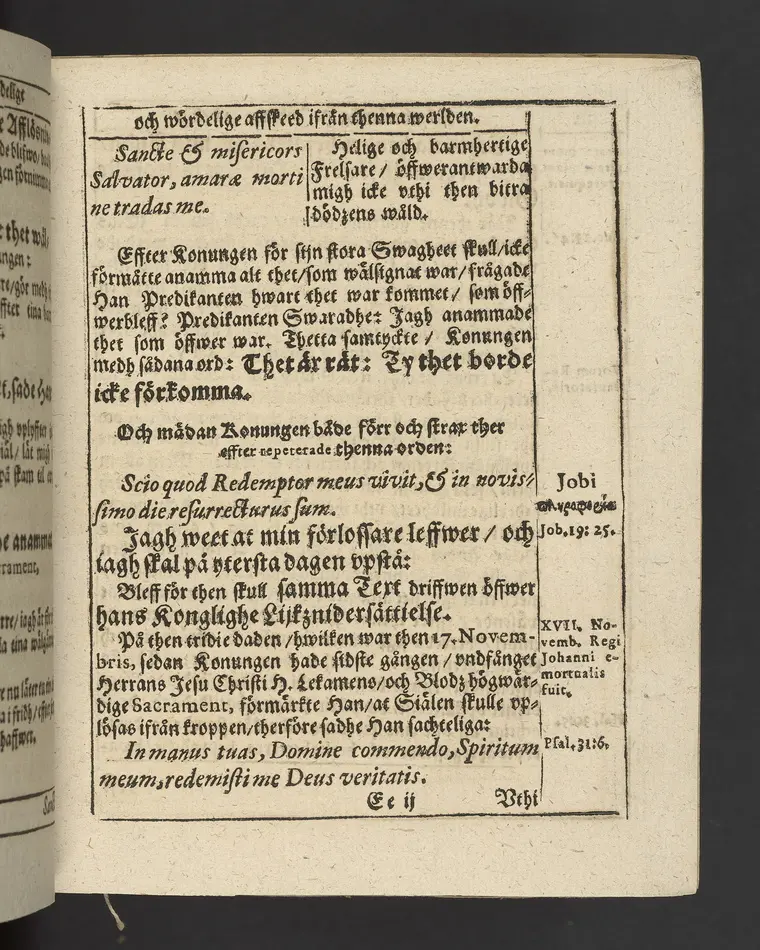 och wördelige affskeed ifrån thenna werlden.
Sancte & misericors
Salvator, amaræ morti
ne tradas me.
Helige och barmhertige
Frelsare / öffwerantwarda
migh icke vthi then bitra
dödzens wåld.
Effter Konungen för sijn stora Swagheet skull/icke
förmåtte anamma alt thet/som wälsignat war/frågade
Han Predikanten hwart thet war kommet/ som öff-
werbleff? Predikanten Swaradhe: Jagh anammade
thet som öffwer war. Thetta samtyckte / Konungen
medh sådana ord: Thet är rät: Ty thet borde
icke förkomma.
Och mädan Konungen både förr och strax ther
effter repeterade thenna orden:
Scio quod Redemptor meus vivit, & in novis-
simo die resurrecturus sum.
Jagh weet at min förlossare leffwer / och
iagh skal på ytersta dagen vpstå:
Bleff för then skull samma Text driffwen öffwer
hans Konglighe Lijkznidersättielse.
På then tridie daden /hwilken war then 17. Novem-
bris, sedan Konungen hade sidste gången / vndfånget
Herrans Jesu Christi H. Lekamens/och Blodz högwär-
dige Sacrament, förmärkte Han/at Siälen skulle vp-
lösas ifrån kroppen/therföre sadhe Han sachteliga:
In manus tuas, Domine commendo, Spiritum
meum, redemisti me Deus veritatis.
Ee ij
Vthi
Jobi
Job. 19: 25.
XVII. No-
vemb. Regi
Johanni e-
mortualis
fuit.
Psal. 31:6.